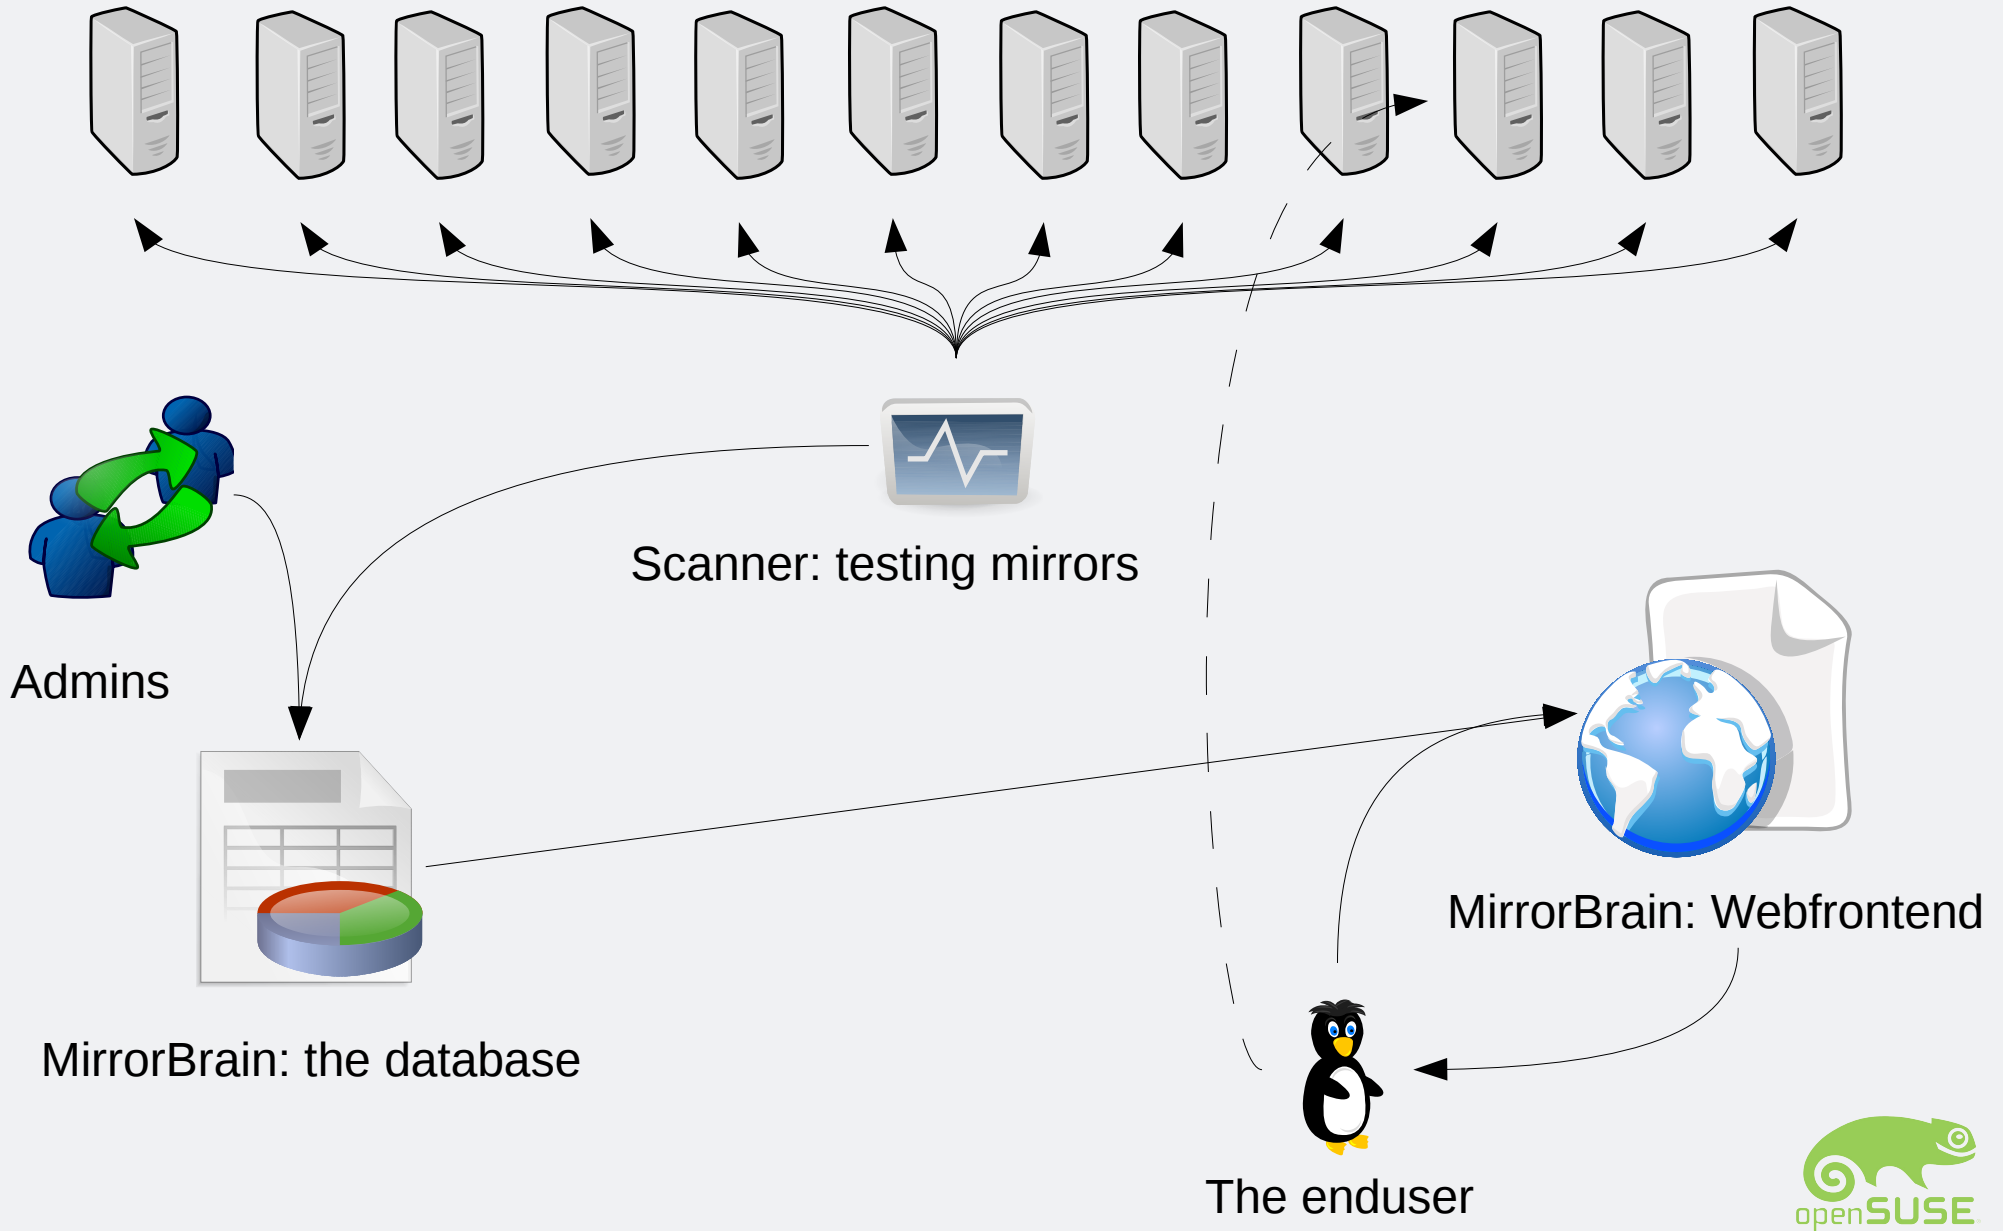 Scanner: testing mirrors
Admins
MirrorBrain: Webfrontend
MirrorBrain: the database
The enduser
openSUSE